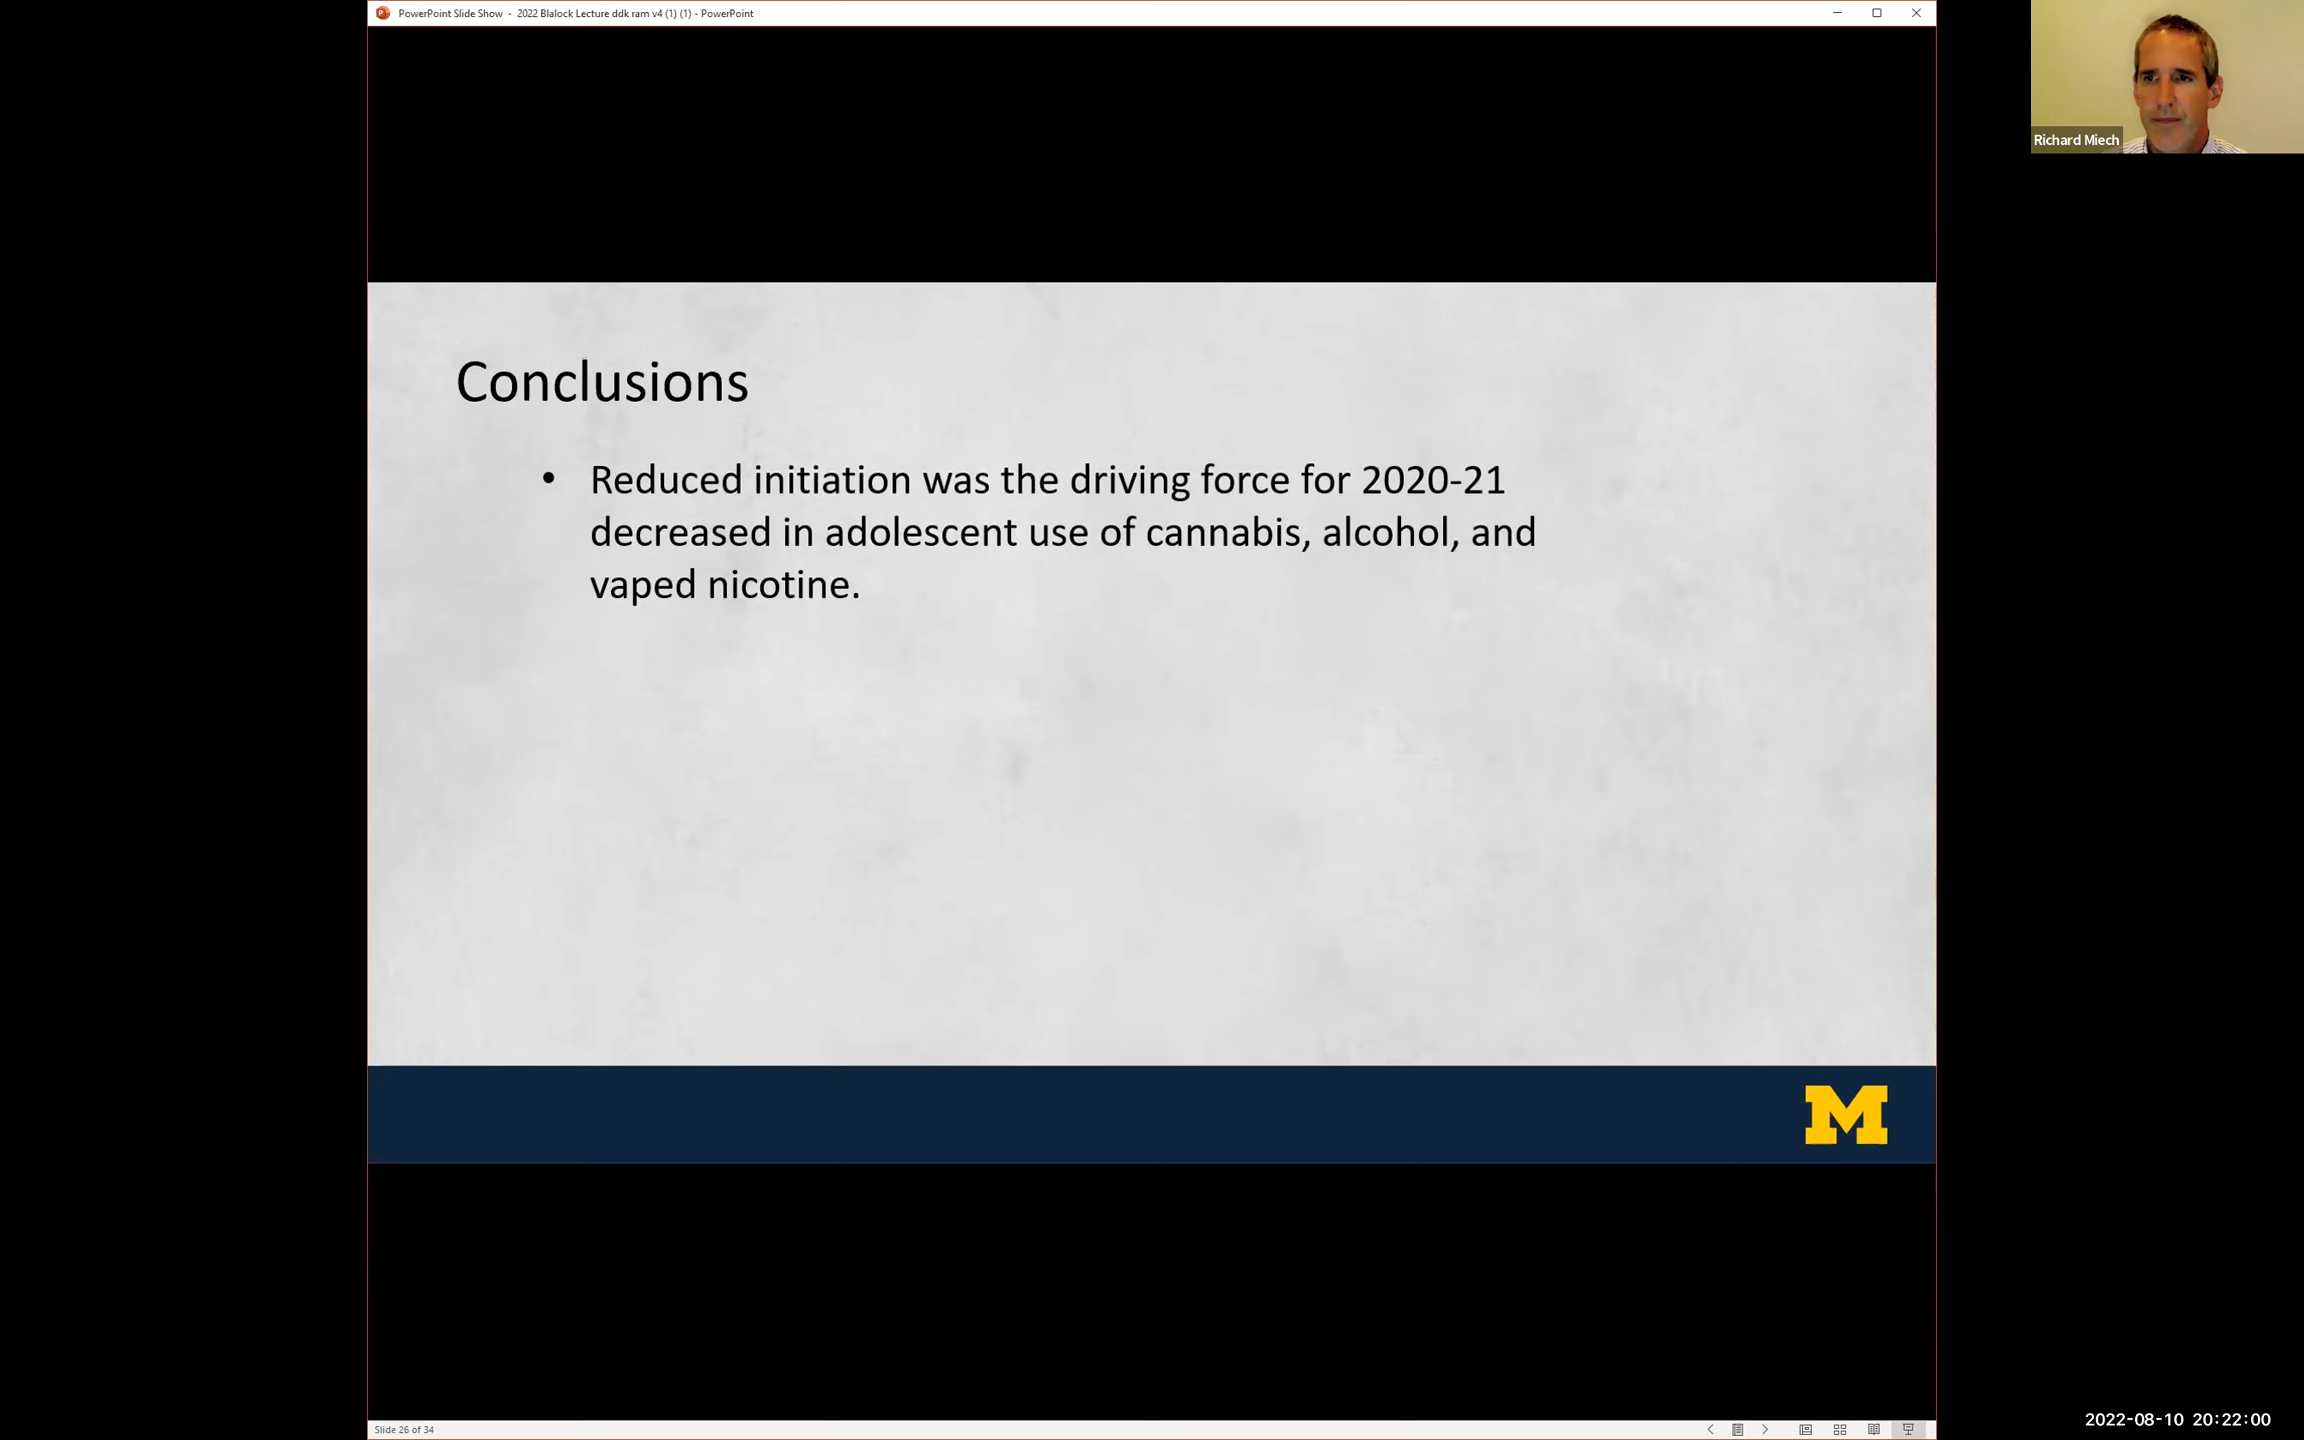 PowerPoint Slide Show - 2022 Blalock Lecture ddk ram v4 (1) (1) - PowerPoint
Richard Miech
Conclusions
• Reduced initiation was the driving force for 2020-21
decreased in adolescent use of cannabis, alcohol, and
vaped nicotine.
M
Slide 26 of 34
2022-08-10 20:22:00